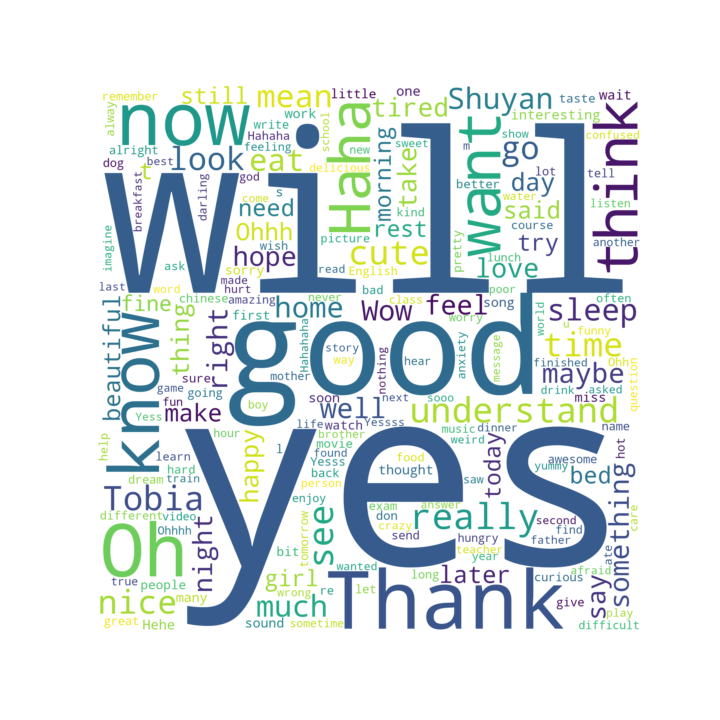 remember
always
still
mean
little
one
work
write
tired
Shuyan
taste
wait
interesting
now
Hahaha
feeling
school
Haha
new
sweet
m
want
show
confused
think
alright
dog
best
look
eat
t
god
delicious
morning
take
go
better
lot
tell
listen
day
breakfast
darling
come
s
need
kind
water
course
said
another
will
Ohhh
wish
picture
rest
pretty
lunch
try
imagine
ask
hope
sorry
read
English
cute
love
poor
last
word
made
hurt
bad
often
fine
amazing
never
home
Wow
class
feel
song
sleep
beautiful
thing
chinese
first
right
Hahahaha
good
worry
world
u
funny
time
know
story
way
nothing
hear
anxiety
message
finished
Ohh
question
game
sure
going
mother
maybe
drink
asked
miss
Yess
fun
make
boy
soon
well
next
sooo
understand
help
hour
life
watch
Yessss
music
dinner
name
learn
l
brother
movie
weird
hot
happy
found
Yesss
back
food
thought
saw
yummy
awesome
bed
today
something
hard
dream
train
person
Tobia
yes
enjoy
exam
don
answer
different
video
Ohhhh
crazy
really
second
find
care
Oh
night
see
tomorrow
send
hungry
teacher
father
year
afraid
ate
bit
wanted
true
people
girl
wrong
re
long
later
curious
say
nice
many
much
let
Thank
give
play
great
Hehe
sound
sometime
difficult